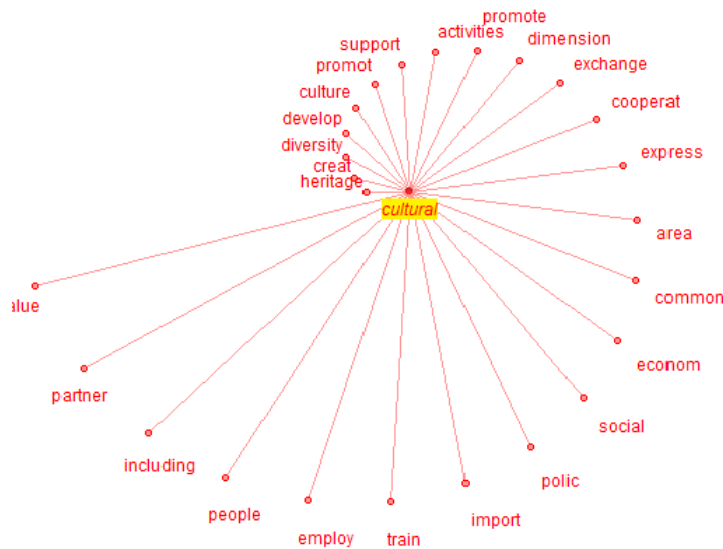 promote
activities
dimension
support
exchange
promot
culture
cooperat
develop
diversity
express
creat
heritage
cultural
area
common
alue
econom
partner
social
including
polic
people
import
employ
train